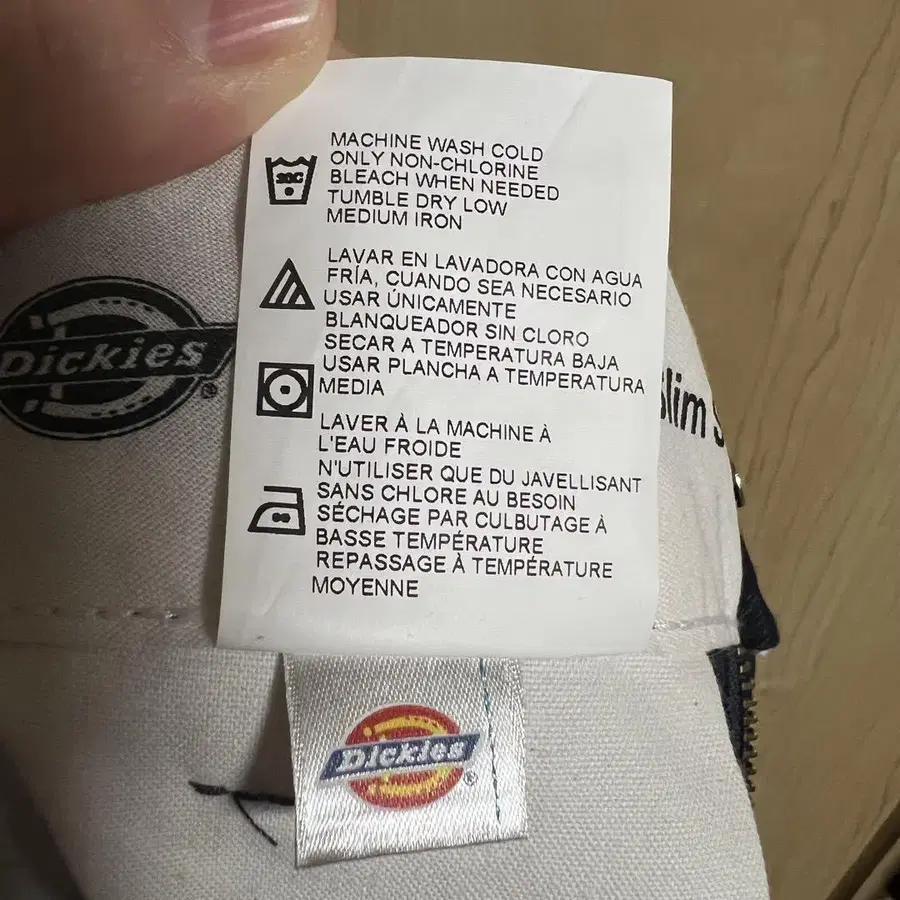 MACHINE WASH COLD
ONLY NON-CHLORINE
BLEACH WHEN NEEDED
TUMBLE DRY LOW
MEDIUM IRON
30C
LAVAR EN LAVADORA CON AGUA
FRÍA, CUANDO SEA NECESARIO
USAR ÚNICAMENTE
BLANQUEADOR SIN CLORO
SECAR A TEMPERATURA BAJA
USAR PLANCHA A TEMPERATURA
MEDIA
LAVER À LA MACHINE À
L'EAU FROIDE
N'UTILISER QUE DU JAVELLISANT
SANS CHLORE AU BESOIN
SÉCHAGE PAR CULBUTAGE À
BASSE TEMPÉRATURE
REPASSAGE À TEMPÉRATURE
MOYENNE
Dickies®
Slim S
Dickies®